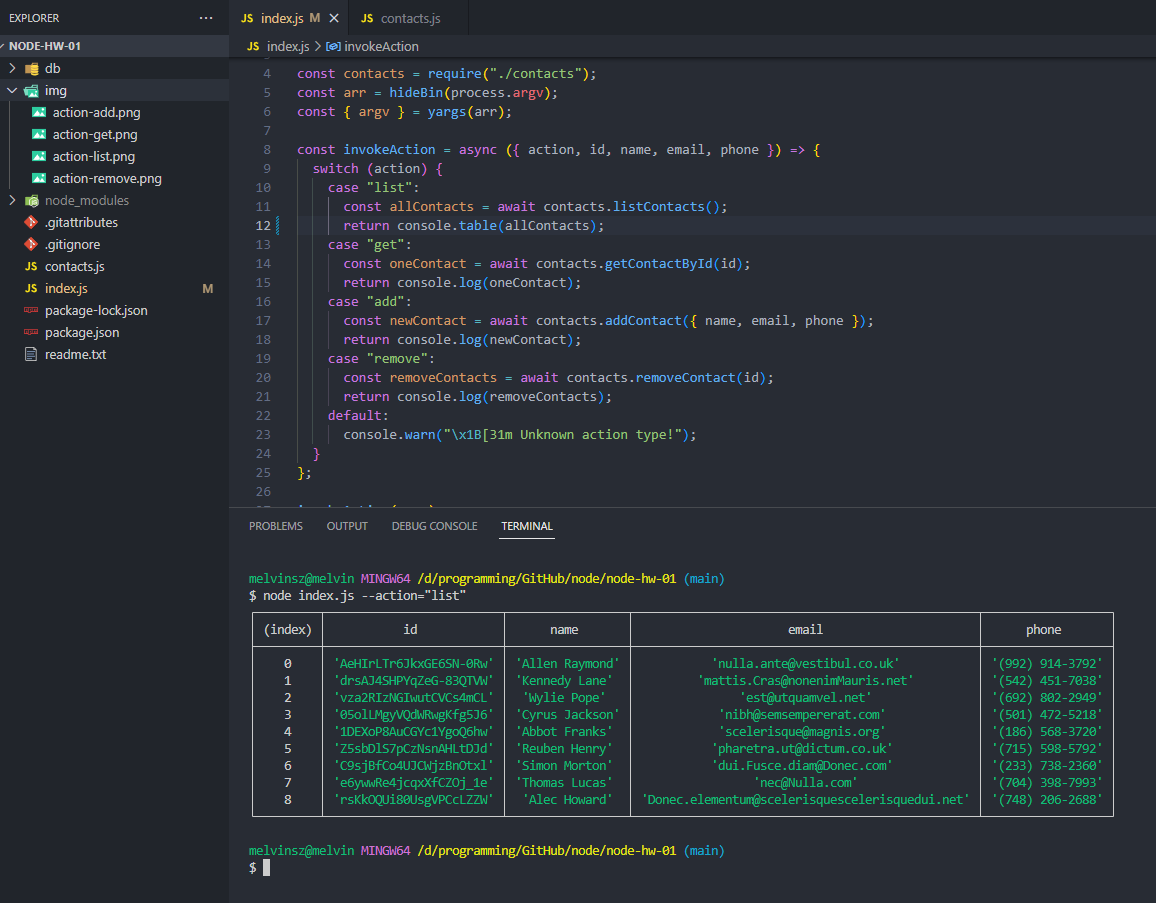 EXPLORER ···
NODE-HW-01
db
img
action-add.png
action-get.png
action-list.png
action-remove.png
node_modules
.gitattributes
.gitignore
JS contacts.js
JS index.js M
package-lock.json
package.json
readme.txt
JS index.js M JS contacts.js
JS index.js > invokeAction
4 const contacts = require("./contacts");
5 const arr = hideBin(process.argv);
6 const { argv } = yargs(arr);
7
8 const invokeAction = async ({ action, id, name, email, phone }) => {
9 switch (action) {
10 case "list":
11 const allContacts = await contacts.listContacts();
12 return console.table(allContacts);
13 case "get":
14 const oneContact = await contacts.getContactById(id);
15 return console.log(oneContact);
16 case "add":
17 const newContact = await contacts.addContact({ name, email, phone });
18 return console.log(newContact);
19 case "remove":
20 const removeContacts = await contacts.removeContact(id);
21 return console.log(removeContacts);
22 default:
23 console.warn("\x1B[31m Unknown action type!");
24 }
25 };
26
PROBLEMS OUTPUT DEBUG CONSOLE TERMINAL
melvinsz@melvin MINGW64 /d/programming/GitHub/node/node-hw-01 (main)
$ node index.js --action="list"
(index) id name email phone
0 'AeHIrLTr6JkxGE6SN-0Rw' 'Allen Raymond' 'nulla.ante@vestibul.co.uk' '(992) 914-3792'
1 'drsAJ4SHPYqZeG-83QTVW' 'Kennedy Lane' 'mattis.Cras@nonenimMauris.net' '(542) 451-7038'
2 'vza2RIzNGIwutCVCs4mCL' 'Wylie Pope' 'est@utquamvel.net' '(692) 802-2949'
3 '05olLMgyVQdWRwgKfg5J6' 'Cyrus Jackson' 'nibh@semsempererat.com' '(501) 472-5218'
4 '1DEXoP8AuCGYc1YgoQ6hw' 'Abbot Franks' 'scelerisque@magnis.org' '(186) 568-3720'
5 'Z5sbDlS7pCzNsnAHLtDJd' 'Reuben Henry' 'pharetra.ut@dictum.co.uk' '(715) 598-5792'
6 'C9sjBfCo4UJCWjzBnOtxl' 'Simon Morton' 'dui.Fusce.diam@Donec.com' '(233) 738-2360'
7 'e6ywwRe4jcqxXfCZOj_1e' 'Thomas Lucas' 'nec@Nulla.com' '(704) 398-7993'
8 'rsKkOQUi80UsgVPCcLZZW' 'Alec Howard' 'Donec.elementum@scelerisquescelerisquedui.net' '(748) 206-2688'
melvinsz@melvin MINGW64 /d/programming/GitHub/node/node-hw-01 (main)
$